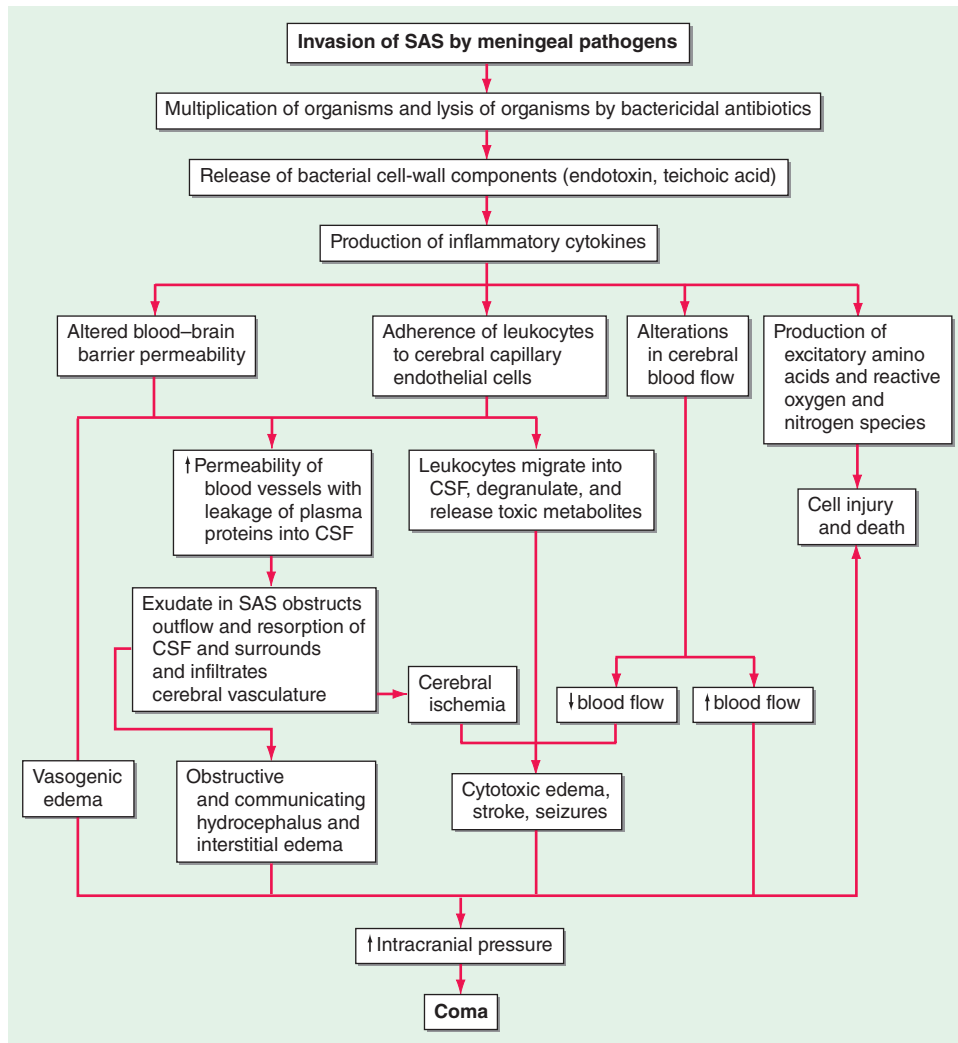 Invasion of SAS by meningeal pathogens
Multiplication of organisms and lysis of organisms by bactericidal antibiotics
Release of bacterial cell-wall components (endotoxin, teichoic acid)
Production of inflammatory cytokines
Altered blood–brain
barrier permeability
Adherence of leukocytes
to cerebral capillary
endothelial cells
Alterations
in cerebral
blood flow
Production of
excitatory amino
acids and reactive
oxygen and
nitrogen species
↑Permeability of
blood vessels with
leakage of plasma
proteins into CSF
Leukocytes migrate into
CSF, degranulate, and
release toxic metabolites
Cell injury
and death
Exudate in SAS obstructs
outflow and resorption of
CSF and surrounds
and infiltrates
cerebral vasculature
Cerebral
ischemia
↓blood flow
↑blood flow
Vasogenic
edema
Obstructive
and communicating
hydrocephalus and
interstitial edema
Cytotoxic edema,
stroke, seizures
↑Intracranial pressure
Coma